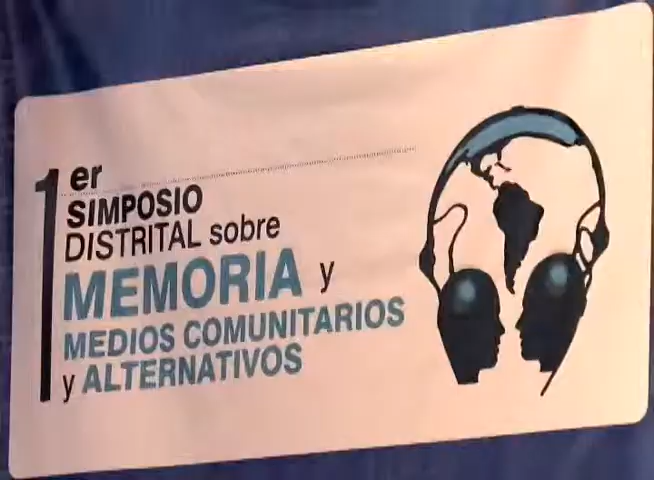 1er
SIMPOSIO
DISTRITAL sobre
MEMORIA y
MEDIOS COMUNITARIOS
y ALTERNATIVOS